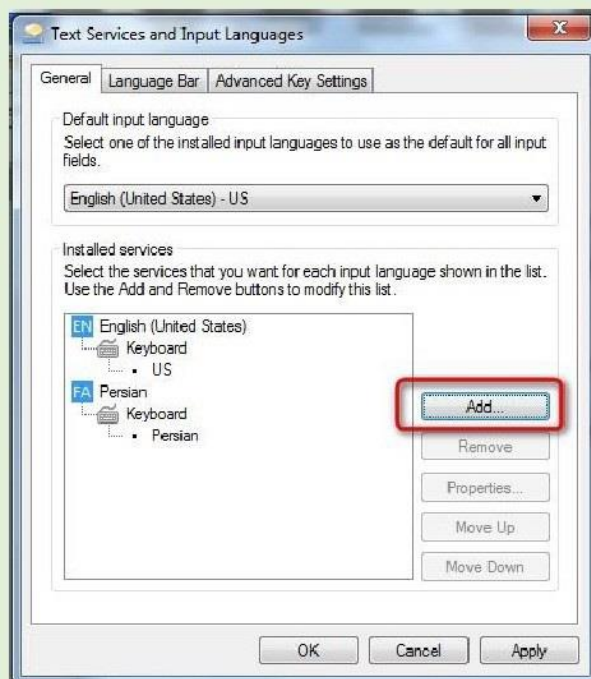 Text Services and Input Languages
General
Language Bar
Advanced Key Settings
Default input language
Select one of the installed input languages to use as the default for all input
fields.
English (United States) - US
Installed services
Select the services that you want for each input language shown in the list.
Use the Add and Remove buttons to modify this list.
EN English (United States)
Keyboard
US
FA Persian
Keyboard
Persian
Add...
Remove
Properties...
Move Up
Move Down
OK
Cancel
Apply